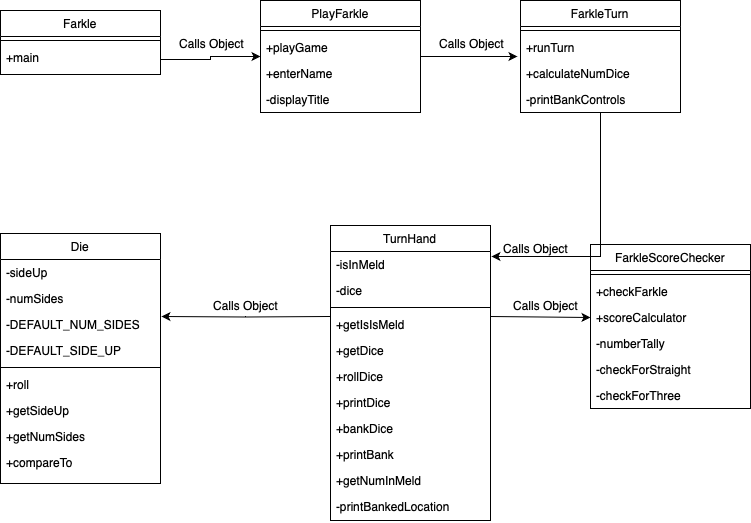 Farkle
+main
Calls Object
PlayFarkle
+playGame
+enterName
-displayTitle
Calls Object
FarkleTurn
+runTurn
+calculateNumDice
-printBankControls
Die
-sideUp
-numSides
-DEFAULT_NUM_SIDES
-DEFAULT_SIDE_UP
+roll
+getSideUp
+getNumSides
+compareTo
Calls Object
TurnHand
-isInMeld
-dice
+getIsIsMeld
+getDice
+rollDice
+printDice
+bankDice
+printBank
+getNumInMeld
-printBankedLocation
Calls Object
Calls Object
FarkleScoreChecker
+checkFarkle
+scoreCalculator
-numberTally
-checkForStraight
-checkForThree